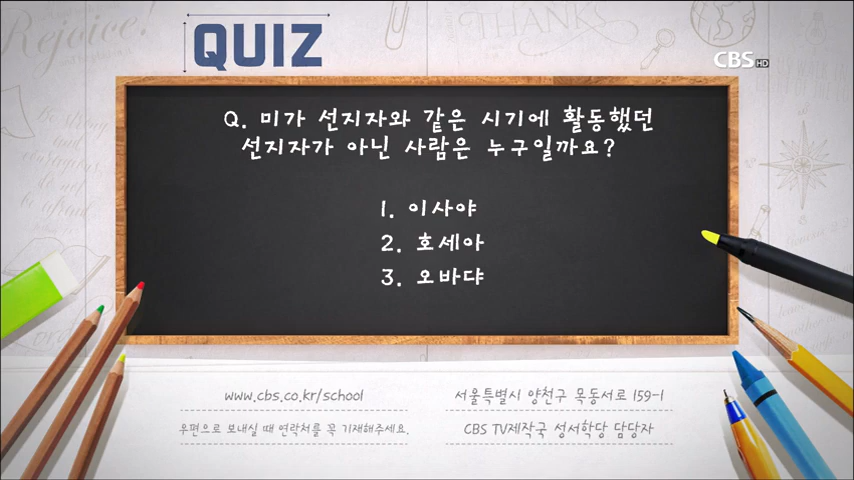 Rejoice!
THANKS
QUIZ
CBS HD
Q. 미가 선지자와 같은 시기에 활동했던
선지자가 아닌 사람은 누구일까요?
1. 이사야
2. 호세아
3. 오바댜
www.cbs.co.kr/school
서울특별시 양천구 목동서로 159-1
우편으로 보내실 때 연락처를 꼭 기재해주세요.
CBS TV제작국 성서학당 담당자